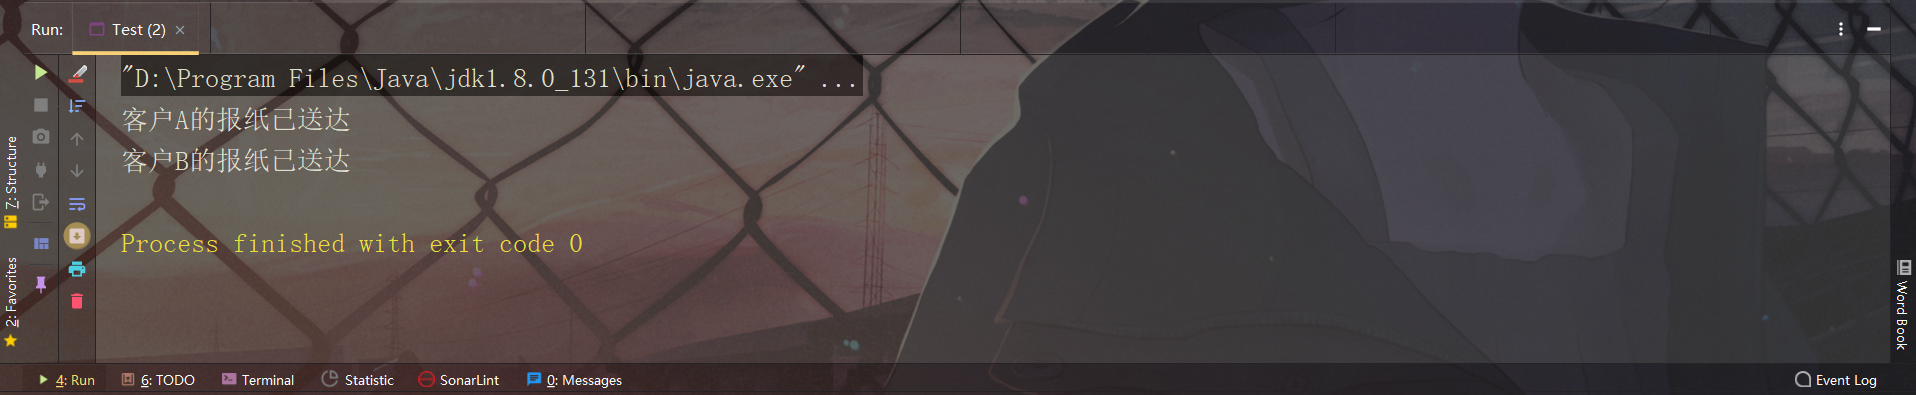 Run: Test (2) ×
"D:\Program Files\Java\jdk1.8.0_131\bin\java.exe" ...
客户A的报纸已送达
客户B的报纸已送达
Process finished with exit code 0
7: Structure
2: Favorites
Word Book
4: Run 6: TODO Terminal Statistic SonarLint 0: Messages Event Log